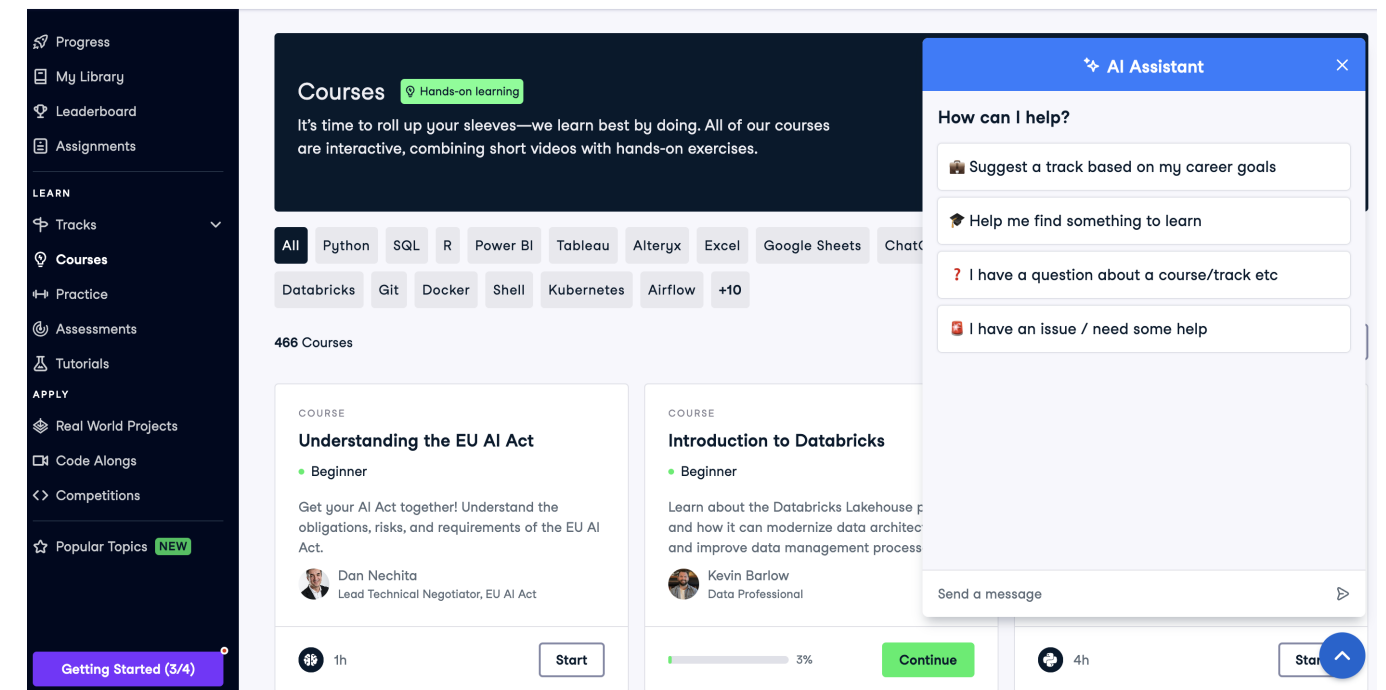 Progress
My Library
Leaderboard
Assignments
LEARN
Tracks
Courses
Practice
Assessments
Tutorials
APPLY
Real World Projects
Code Alongs
Competitions
Popular Topics NEW
Getting Started (3/4)
Courses Hands-on learning
It's time to roll up your sleeves—we learn best by doing. All of our courses
are interactive, combining short videos with hands-on exercises.
All Python SQL R Power BI Tableau Alteryx Excel Google Sheets
Databricks Git Docker Shell Kubernetes Airflow +10
466 Courses
COURSE
Understanding the EU AI Act
Beginner
Get your AI Act together! Understand the
obligations, risks, and requirements of the EU AI
Act.
Dan Nechita
Lead Technical Negotiator, EU AI Act
1h Start
COURSE
Introduction to Databricks
Beginner
Learn about the Databricks Lakehouse
and how it can modernize data
and improve data management
Kevin Barlow
Data Professional
3% Continue
4h
AI Assistant
How can I help?
Suggest a track based on my career goals
Help me find something to learn
I have a question about a course/track etc
I have an issue / need some help
Send a message